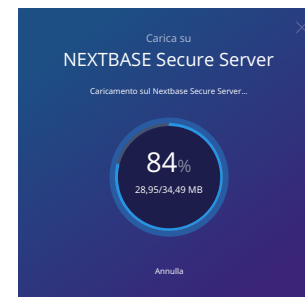 Carica su
NEXTBASE Secure Server
Caricamento sul Nextbase Secure Server...
84%
28,95/34,49 MB
Annulla